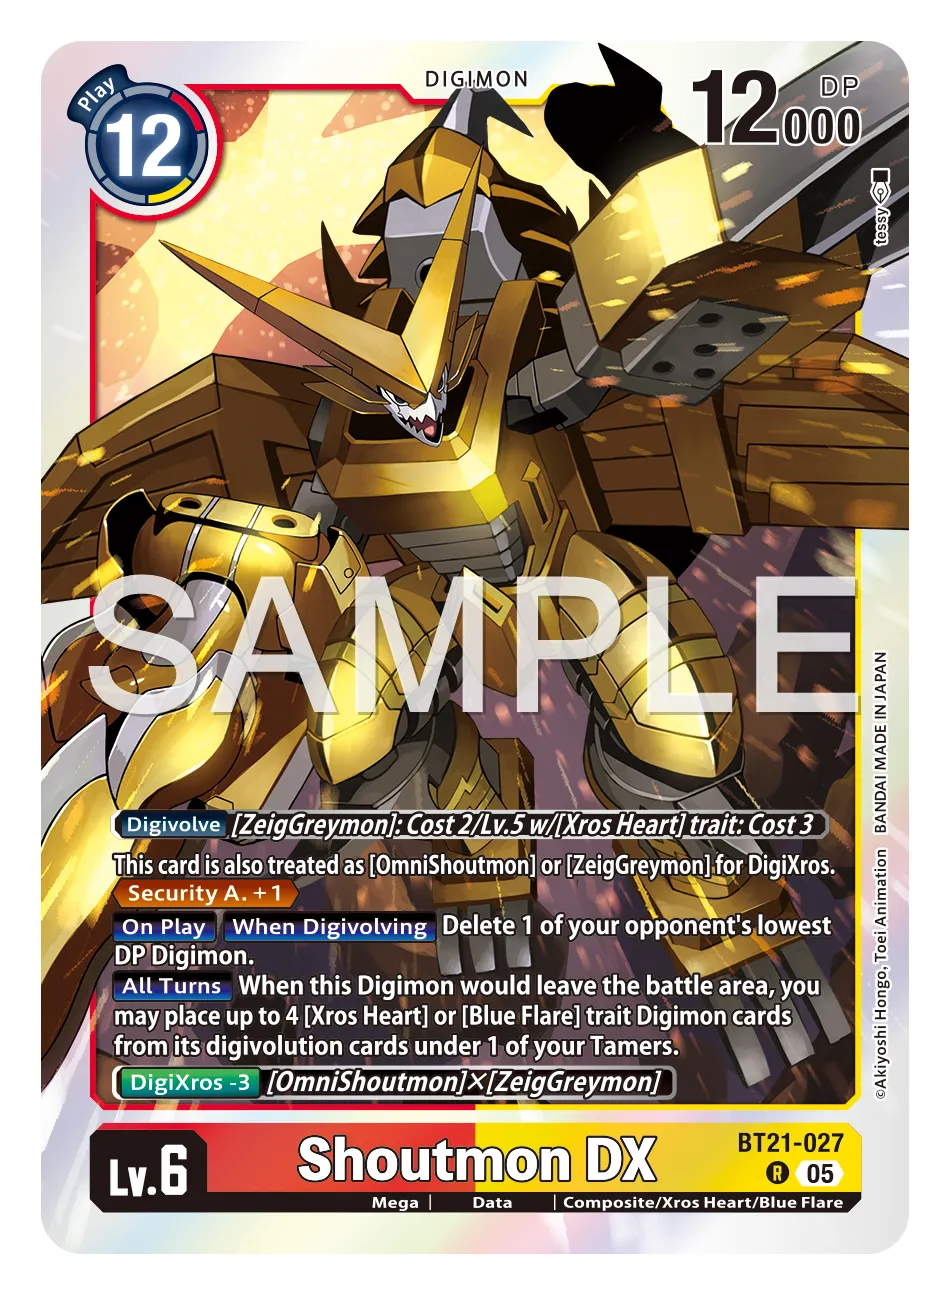 DIGIMON
Play
12
12000
DP
tessy
SAMPLE
Digivolve [ZeigGreymon]: Cost 2/Lv.5 w/[Xros Heart] trait: Cost 3
This card is also treated as [OmniShoutmon] or [ZeigGreymon] for DigiXros.
Security A. +1
On Play When Digivolving Delete 1 of your opponent's lowest
DP Digimon.
All Turns When this Digimon would leave the battle area, you
may place up to 4 [Xros Heart] or [Blue Flare] trait Digimon cards
from its digivolution cards under 1 of your Tamers.
DigiXros -3 [OmniShoutmon]×[ZeigGreymon]
©Akiyoshi Hongo, Toei Animation BANDAI MADE IN JAPAN
Lv.6
Shoutmon DX
BT21-027
R 05
Mega | Data | Composite/Xros Heart/Blue Flare